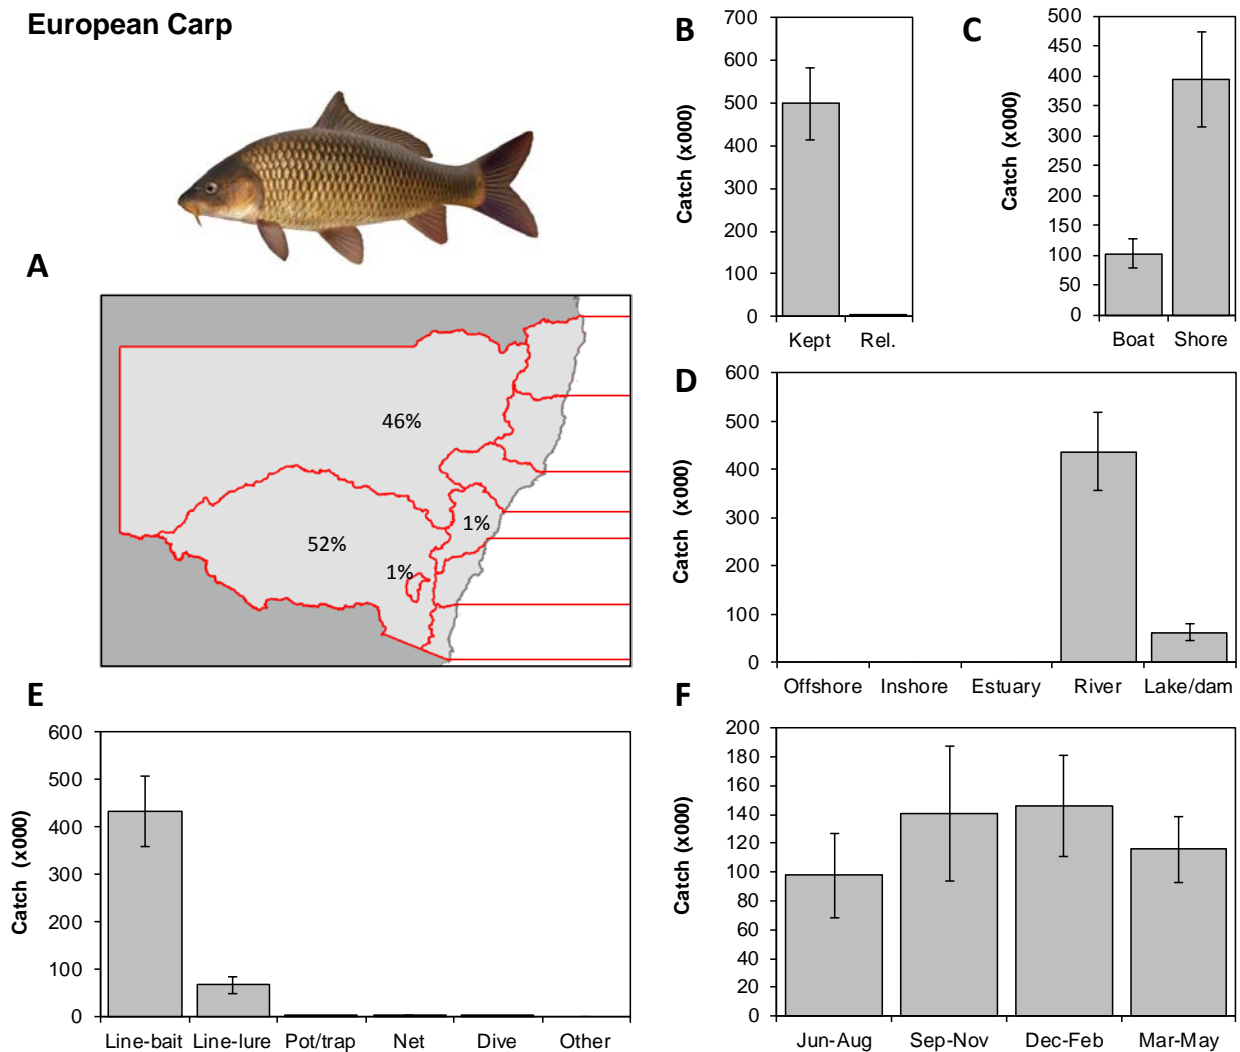 European Carp
A
46%
52%
1%
1%
B
Catch (x000)
700
600
500
400
300
200
100
0
Kept Rel.
C
Catch (x000)
500
450
400
350
300
250
200
150
100
50
0
Boat Shore
D
Catch (x000)
600
500
400
300
200
100
0
Offshore Inshore Estuary River Lake/dam
E
Catch (x000)
600
500
400
300
200
100
0
Line-bait Line-lure Pot/trap Net Dive Other
F
Catch (x000)
200
180
160
140
120
100
80
60
40
20
0
Jun-Aug Sep-Nov Dec-Feb Mar-May